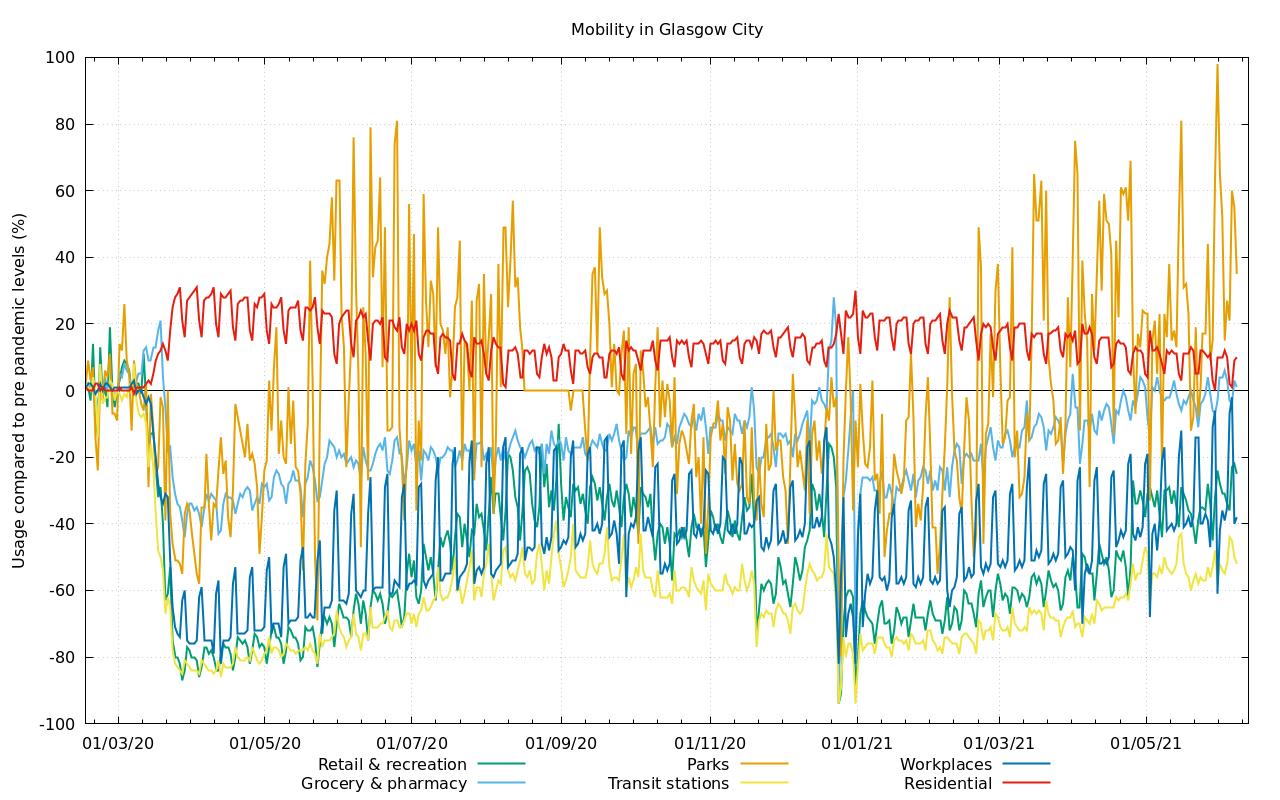 Mobility in Glasgow City
Usage compared to pre pandemic levels (%)
100
80
60
40
20
0
-20
-40
-60
-80
-100
01/03/20 01/05/20 01/07/20 01/09/20 01/11/20 01/01/21 01/03/21 01/05/21
Retail & recreation Parks Workplaces
Grocery & pharmacy Transit stations Residential